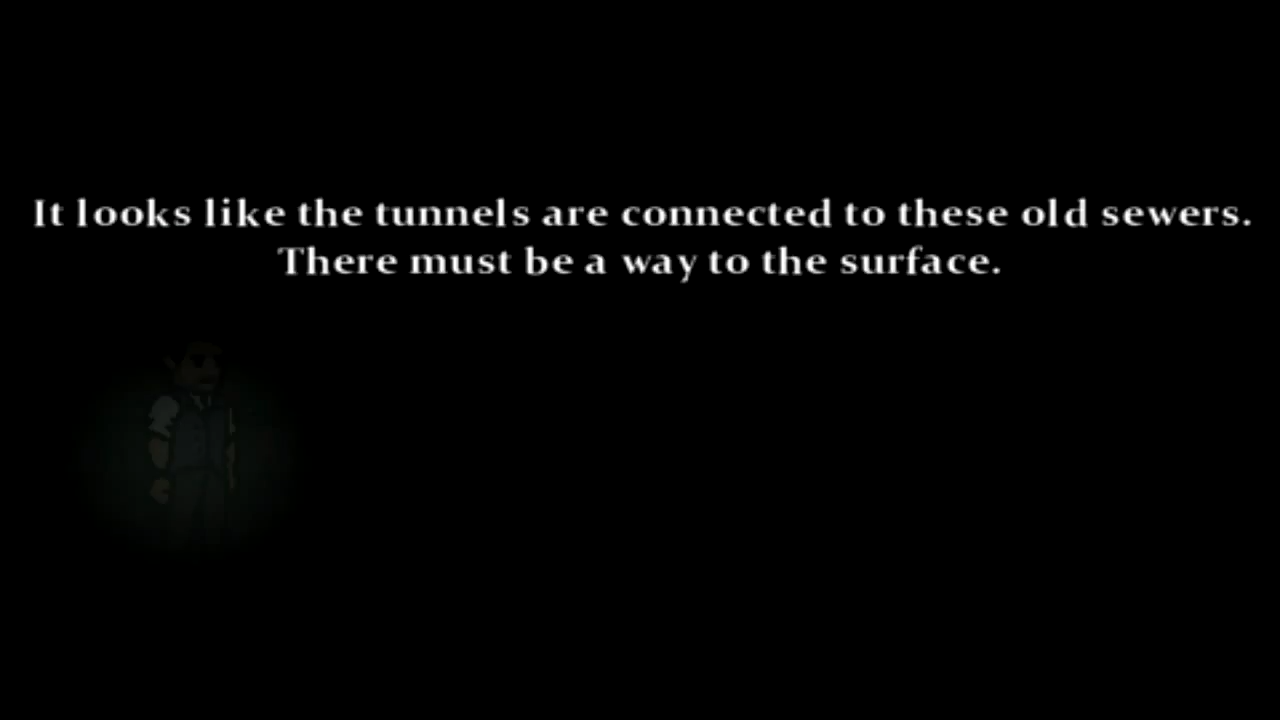 It looks like the tunnels are connected to these old sewers.
There must be a way to the surface.